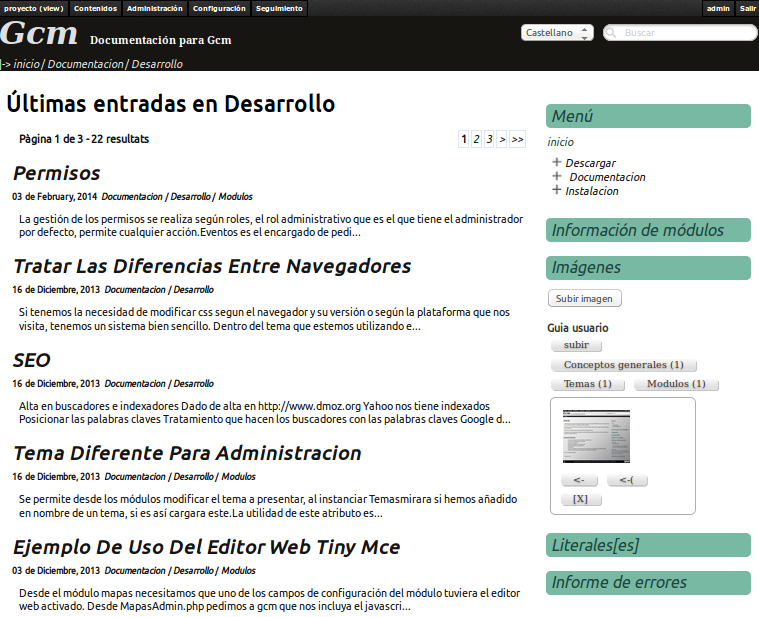 proyecto (view) Contenidos Administración Configuración Seguimiento admin Salir
Gcm Documentación para Gcm
Castellano Buscar
|-> inicio / Documentacion / Desarrollo
Últimas entradas en Desarrollo
Pàgina 1 de 3 - 22 resultats 1 2 3 > >>
Permisos
03 de February, 2014 Documentacion / Desarrollo / Modulos
La gestión de los permisos se realiza según roles, el rol administrativo que es el que tiene el administrador
por defecto, permite cualquier acción.Eventos es el encargado de pedi...
Tratar Las Diferencias Entre Navegadores
16 de Diciembre, 2013 Documentacion / Desarrollo
Si tenemos la necesidad de modificar css segun el navegador y su versión o según la plataforma que nos
visita, tenemos un sistema bien sencillo. Dentro del tema que estemos utilizando e...
SEO
16 de Diciembre, 2013 Documentacion / Desarrollo
Alta en buscadores e indexadores Dado de alta en http://www.dmoz.org Yahoo nos tiene indexados
Posicionar las palabras claves Tratamiento que hacen los buscadores con las palabras claves Google d...
Tema Diferente Para Administracion
16 de Diciembre, 2013 Documentacion / Desarrollo / Modulos
Se permite desde los módulos modificar el tema a presentar, al instanciar Temasmirara si hemos añadido
en nombre de un tema, si es así cargara este.La utilidad de este atributo es...
Ejemplo De Uso Del Editor Web Tiny Mce
03 de Diciembre, 2013 Documentacion / Desarrollo / Modulos
Desde el módulo mapas necesitamos que uno de los campos de configuración del módulo tuviera el editor
web activado. Desde MapasAdmin.php pedimos a gcm que nos incluya el javascri...
Menú
inicio
+ Descargar
+ Documentacion
+ Instalacion
Información de módulos
Imágenes
Subir imagen
Guia usuario
subir
Conceptos generales (1)
Temas (1) Modulos (1)
<- <-(
[X]
Literales[es]
Informe de errores